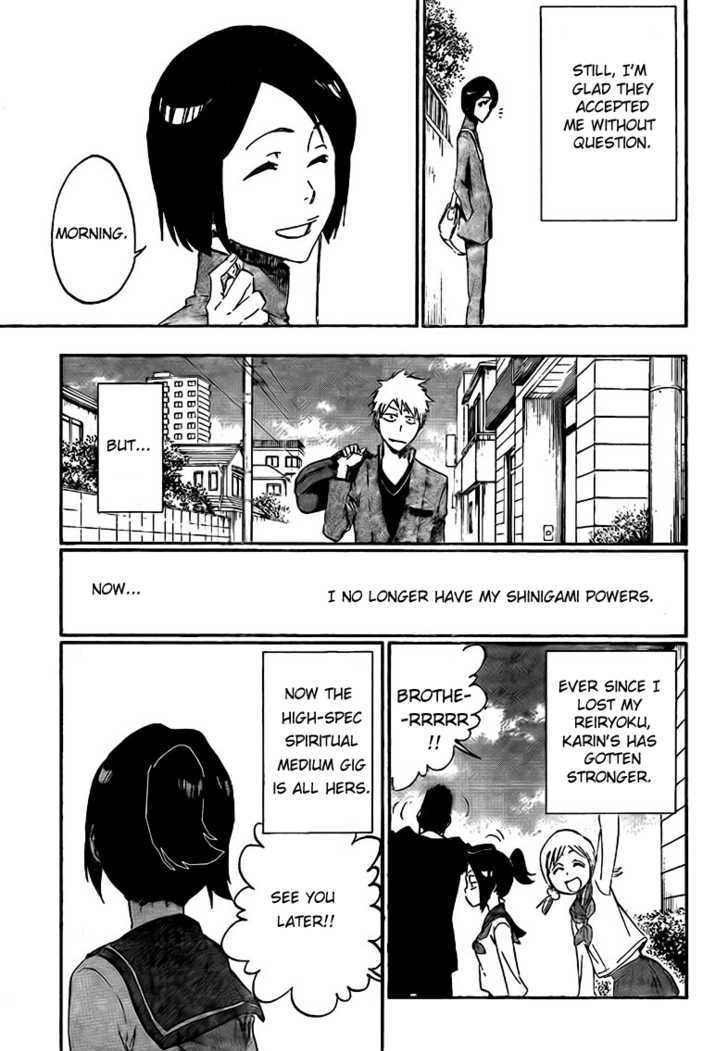 STILL, I'M
GLAD THEY
ACCEPTED
ME WITHOUT
QUESTION.
MORNING.
BUT...
NOW...
I NO LONGER HAVE MY SHINIGAMI POWERS.
EVER SINCE I
LOST MY
REIRYOKU,
KARIN'S HAS
GOTTEN
STRONGER.
BROTHE-
-RRRRR
!!
NOW THE
HIGH-SPEC
SPIRITUAL
MEDIUM GIG
IS ALL HERS.
SEE YOU
LATER!!